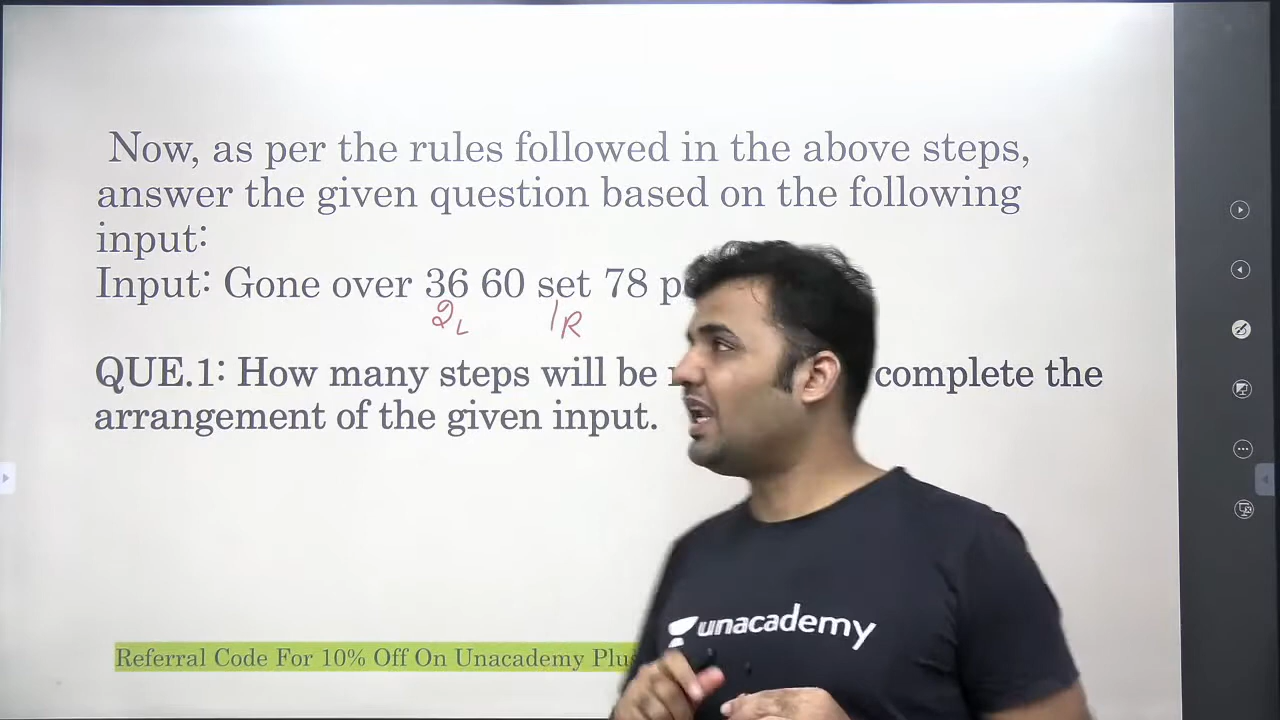 Now, as per the rules followed in the above steps,
answer the given question based on the following
input:
Input: Gone over 36 60 set 78
2L 1R
QUE.1: How many steps will be complete the
arrangement of the given input.
unacademy
Referral Code For 10% Off On Unacademy Plus